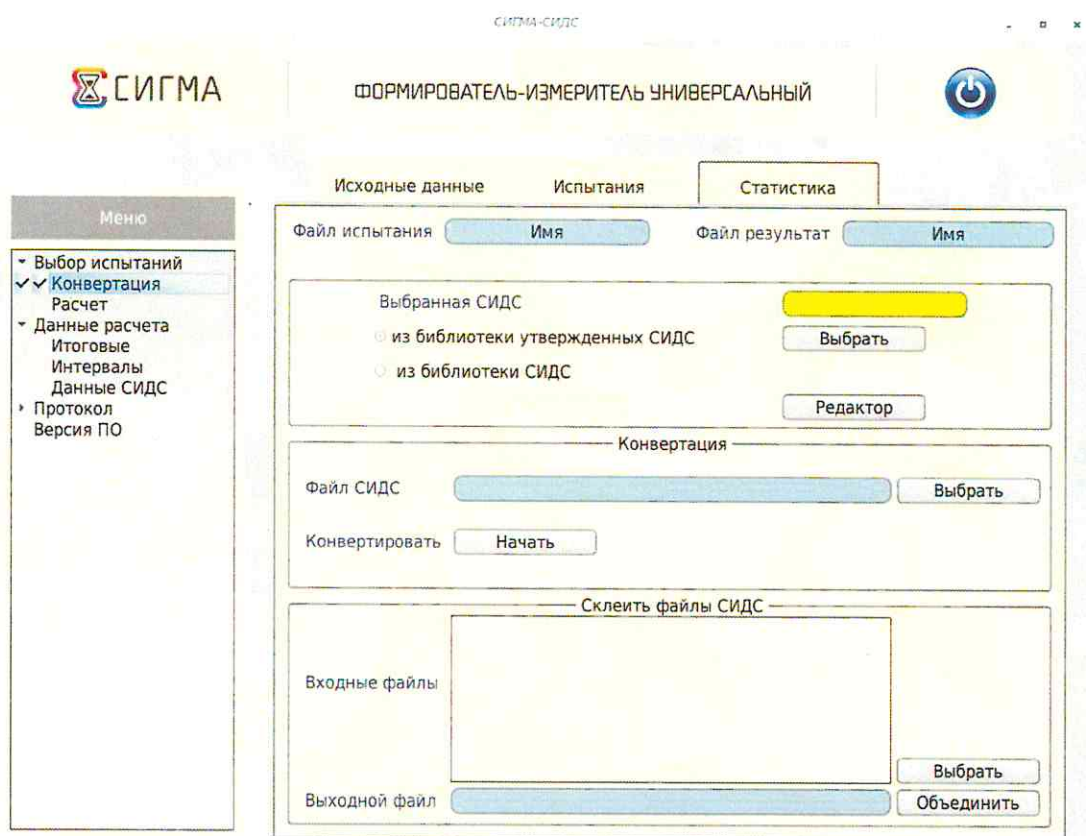 СИГМА-СИДС
СИГМА
ФОРМИРОВАТЕЛЬ-ИЗМЕРИТЕЛЬ УНИВЕРСАЛЬНЫЙ
Исходные данные Испытания Статистика
Меню
Выбор испытаний
Конвертация
Расчет
Данные расчета
Итоговые
Интервалы
Данные СИДС
Протокол
Версия ПО
Файл испытания Имя Файл результат Имя
Выбранная СИДС
из библиотеки утвержденных СИДС Выбрать
из библиотеки СИДС
Редактор
Конвертация
Файл СИДС Выбрать
Конвертировать Начать
Склеить файлы СИДС
Входные файлы
Выбрать
Выходной файл Объединить